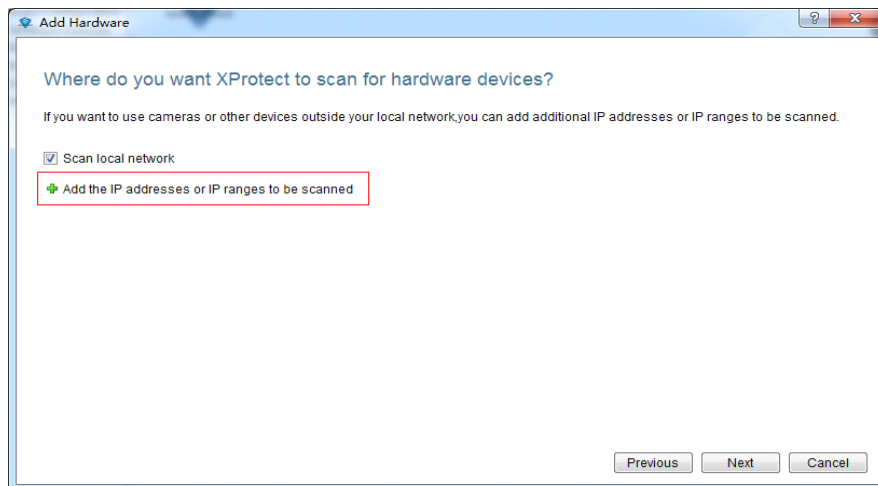 Add Hardware
Where do you want XProtect to scan for hardware devices?
If you want to use cameras or other devices outside your local network,you can add additional IP addresses or IP ranges to be scanned.
Scan local network
Add the IP addresses or IP ranges to be scanned
Previous Next Cancel